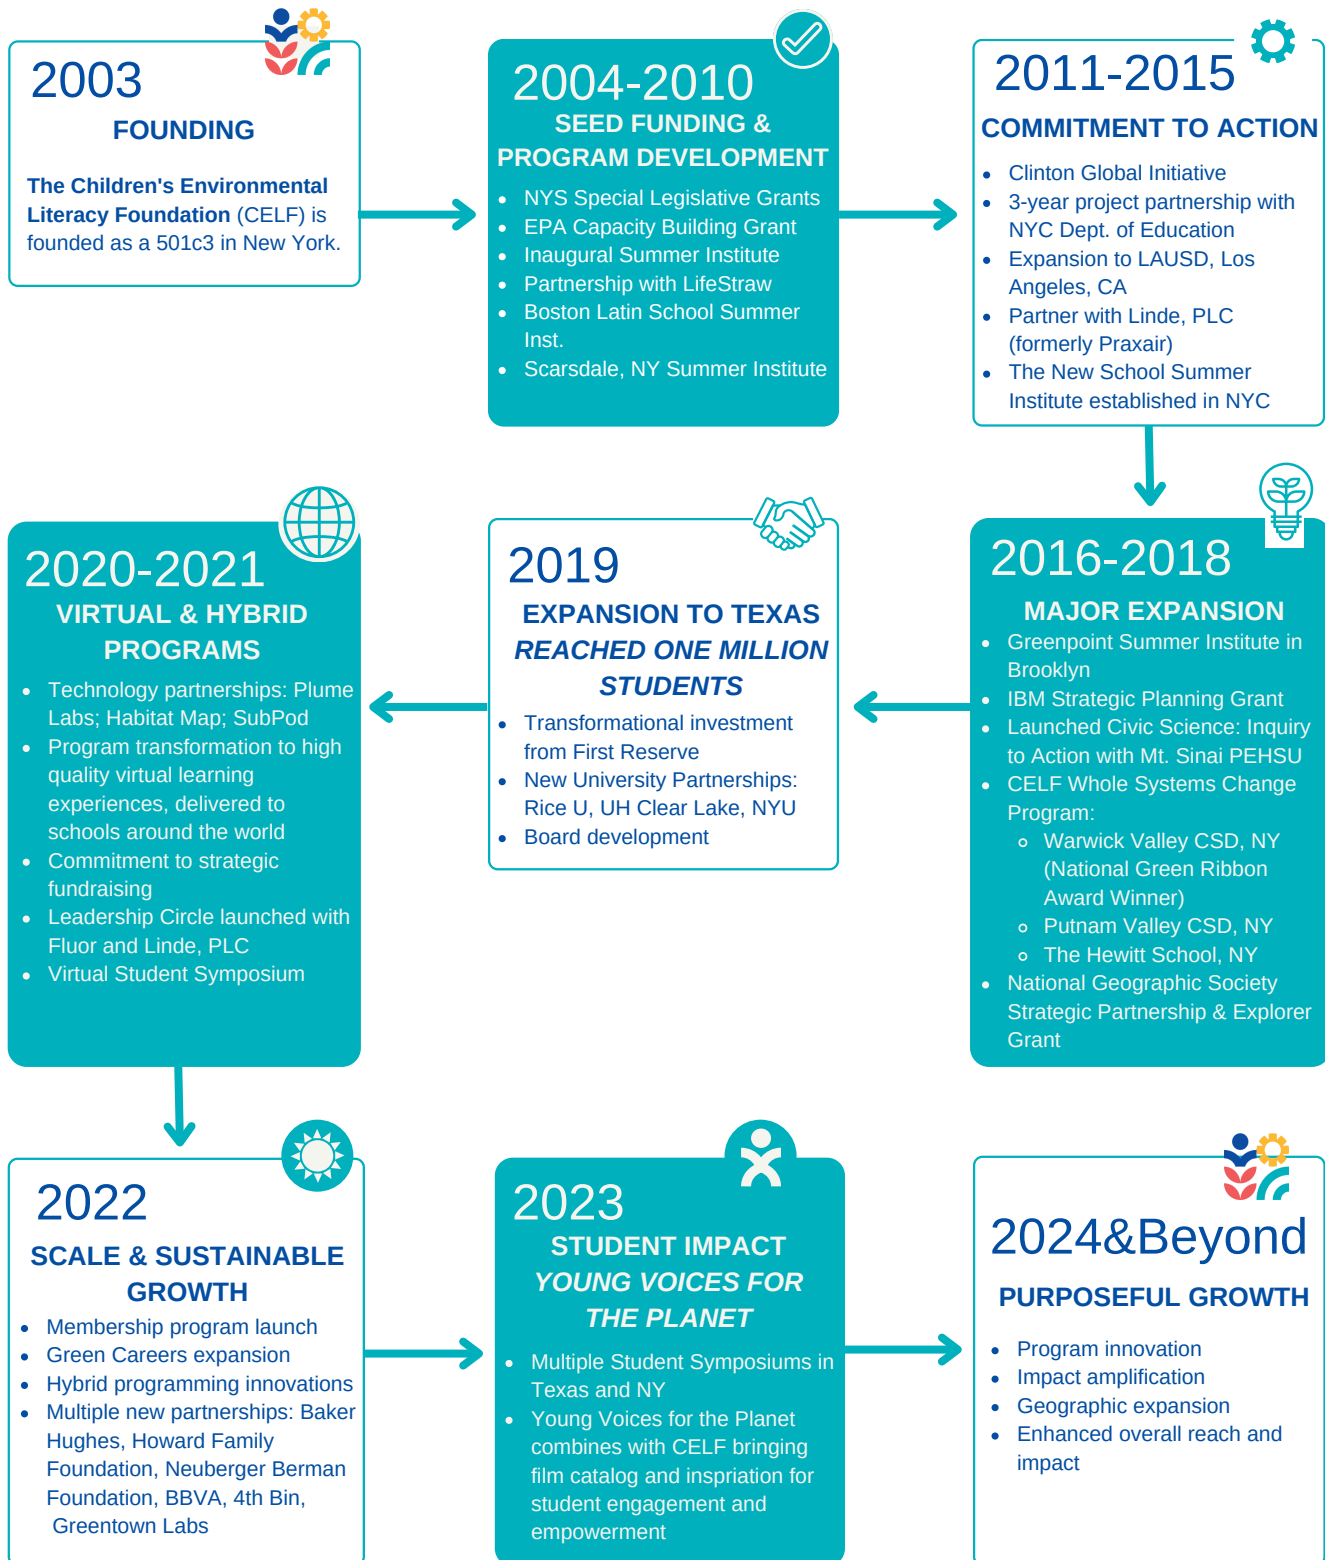 2003
FOUNDING
The Children's Environmental
Literacy Foundation (CELF) is
founded as a 501c3 in New York.
2004-2010
SEED FUNDING &
PROGRAM DEVELOPMENT
• NYS Special Legislative Grants
• EPA Capacity Building Grant
• Inaugural Summer Institute
• Partnership with LifeStraw
• Boston Latin School Summer
Inst.
• Scarsdale, NY Summer Institute
2011-2015
COMMITMENT TO ACTION
• Clinton Global Initiative
• 3-year project partnership with
NYC Dept. of Education
• Expansion to LAUSD, Los
Angeles, CA
• Partner with Linde, PLC
(formerly Praxair)
• The New School Summer
Institute established in NYC
2016-2018
MAJOR EXPANSION
• Greenpoint Summer Institute in
Brooklyn
• IBM Strategic Planning Grant
• Launched Civic Science: Inquiry
to Action with Mt. Sinai PEHSU
• CELF Whole Systems Change
Program:
◦ Warwick Valley CSD, NY
(National Green Ribbon
Award Winner)
◦ Putnam Valley CSD, NY
◦ The Hewitt School, NY
• National Geographic Society
Strategic Partnership & Explorer
Grant
2019
EXPANSION TO TEXAS
REACHED ONE MILLION
STUDENTS
• Transformational investment
from First Reserve
• New University Partnerships:
Rice U, UH Clear Lake, NYU
• Board development
2020-2021
VIRTUAL & HYBRID
PROGRAMS
• Technology partnerships: Plume
Labs; Habitat Map; SubPod
• Program transformation to high
quality virtual learning
experiences, delivered to
schools around the world
• Commitment to strategic
fundraising
• Leadership Circle launched with
Fluor and Linde, PLC
• Virtual Student Symposium
2022
SCALE & SUSTAINABLE
GROWTH
• Membership program launch
• Green Careers expansion
• Hybrid programming innovations
• Multiple new partnerships: Baker
Hughes, Howard Family
Foundation, Neuberger Berman
Foundation, BBVA, 4th Bin,
Greentown Labs
2023
STUDENT IMPACT
YOUNG VOICES FOR
THE PLANET
• Multiple Student Symposiums in
Texas and NY
• Young Voices for the Planet
combines with CELF bringing
film catalog and inspriation for
student engagement and
empowerment
2024&Beyond
PURPOSEFUL GROWTH
• Program innovation
• Impact amplification
• Geographic expansion
• Enhanced overall reach and
impact